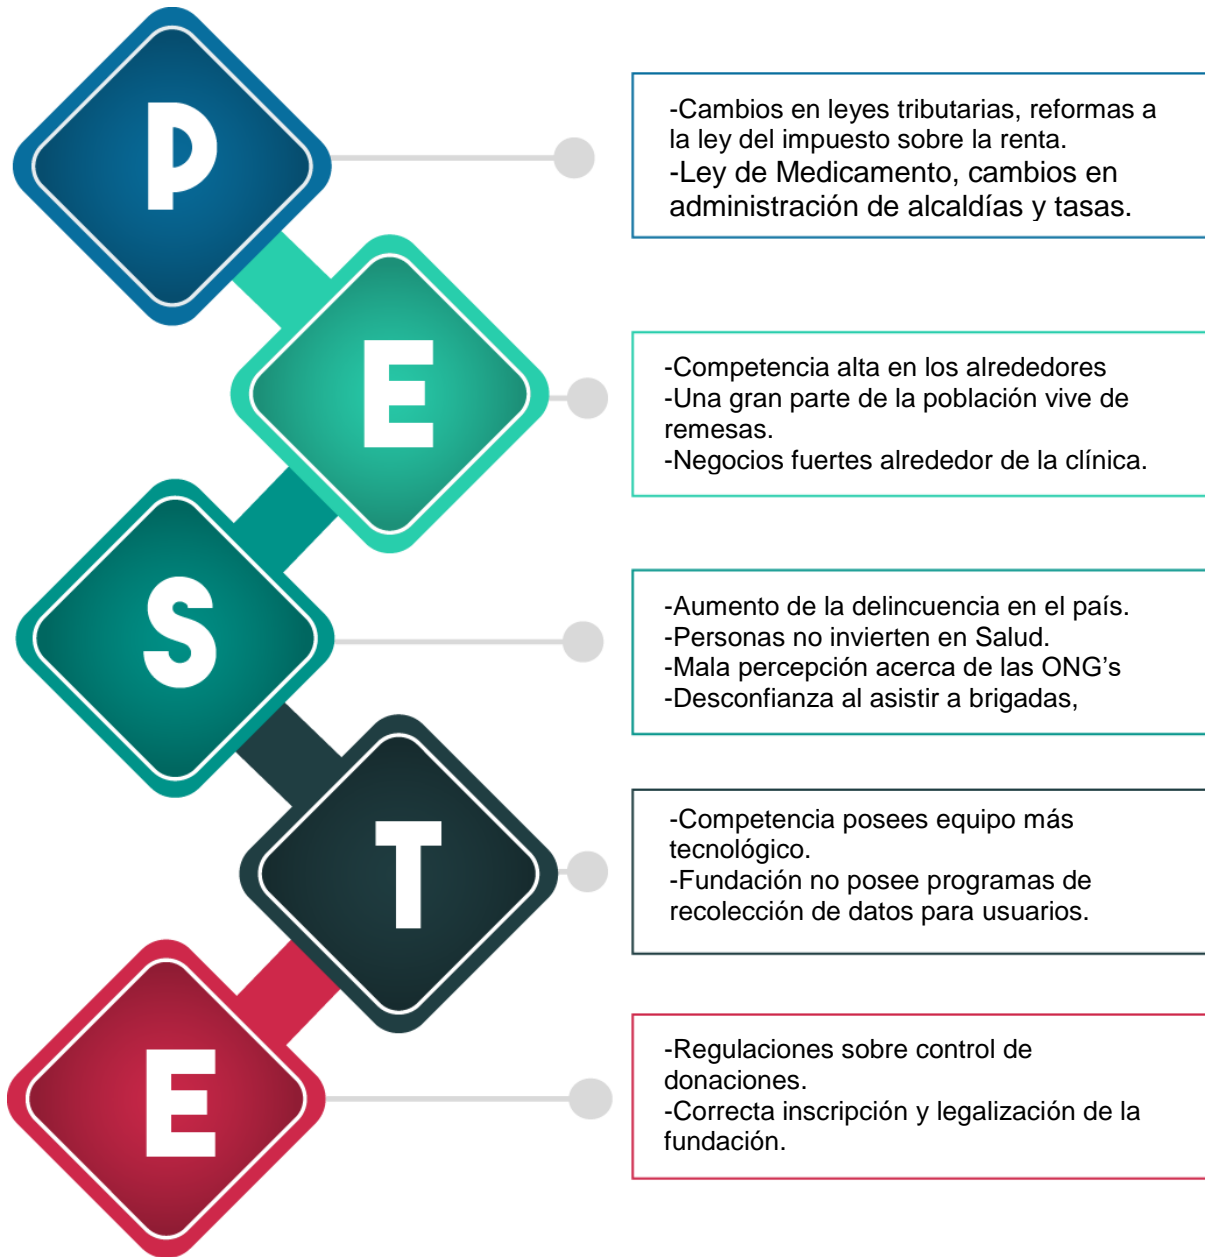 P
-Cambios en leyes tributarias, reformas a
la ley del impuesto sobre la renta.
-Ley de Medicamento, cambios en
administración de alcaldías y tasas.
E
-Competencia alta en los alrededores
-Una gran parte de la población vive de
remesas.
-Negocios fuertes alrededor de la clínica.
S
-Aumento de la delincuencia en el país.
-Personas no invierten en Salud.
-Mala percepción acerca de las ONG’s
-Desconfianza al asistir a brigadas,
T
-Competencia posees equipo más
tecnológico.
-Fundación no posee programas de
recolección de datos para usuarios.
E
-Regulaciones sobre control de
donaciones.
-Correcta inscripción y legalización de la
fundación.